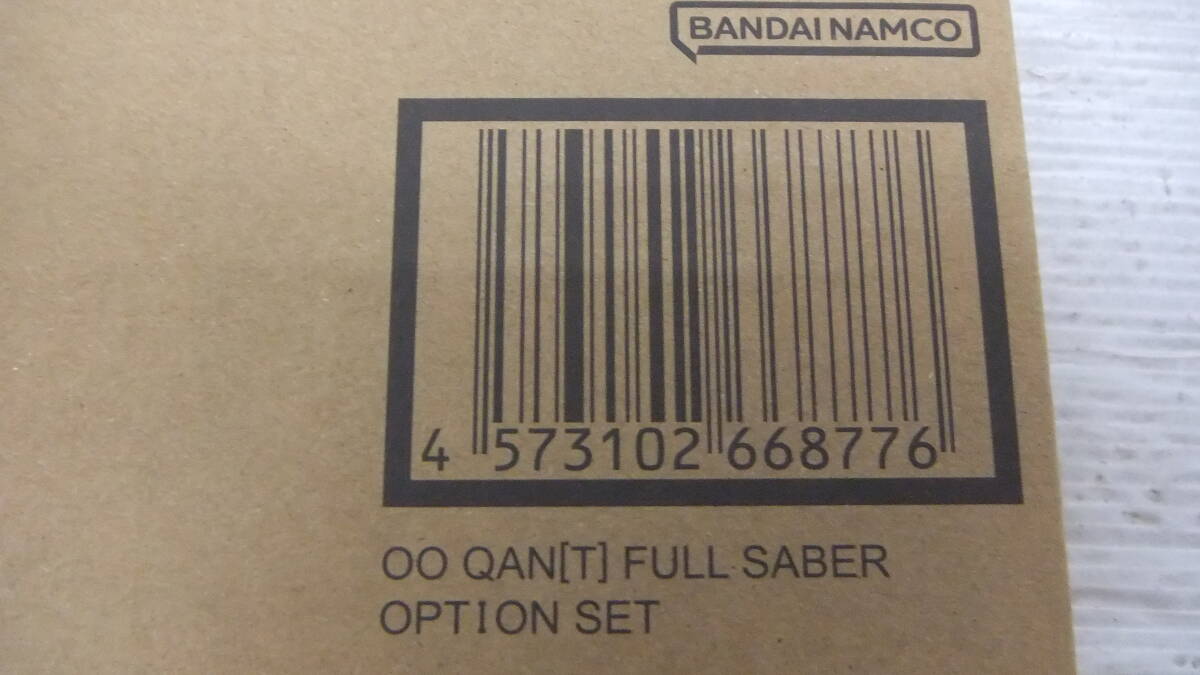 BANDAI NAMCO
4 573102 668776
OO QAN[T] FULL SABER
OPTION SET